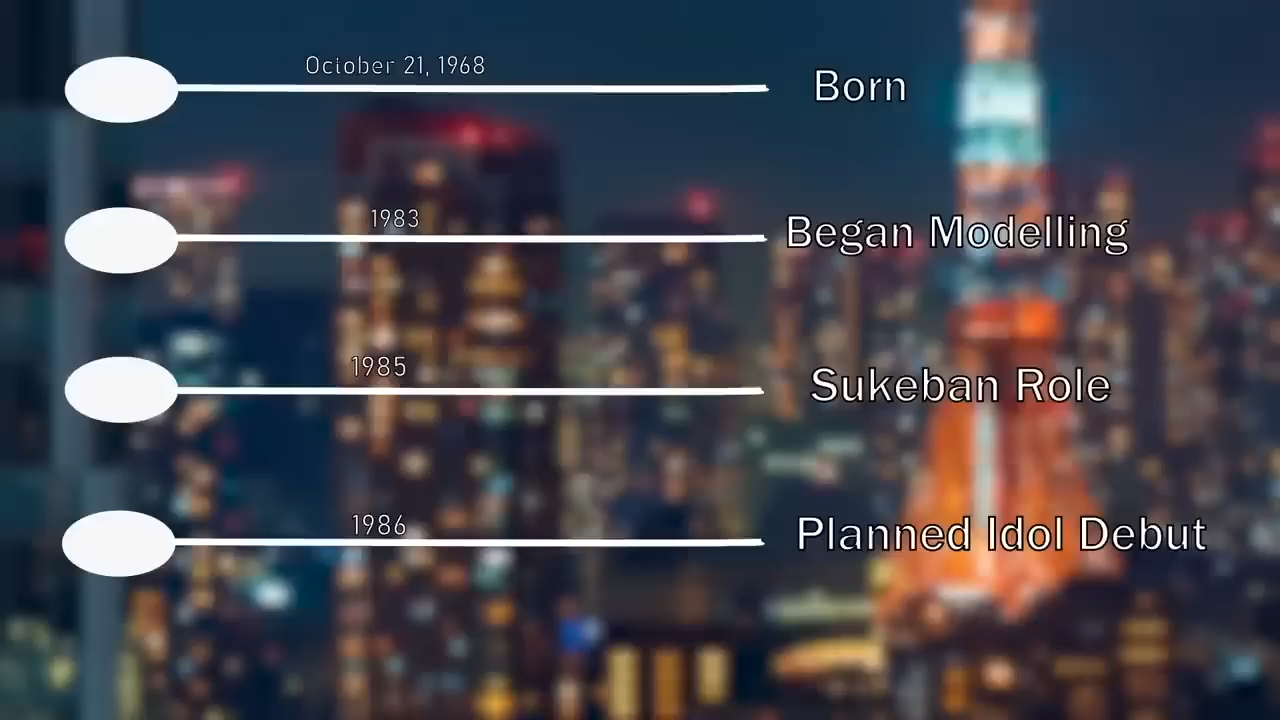 October 21, 1968
Born
1983
Began Modelling
1985
Sukeban Role
1986
Planned Idol Debut